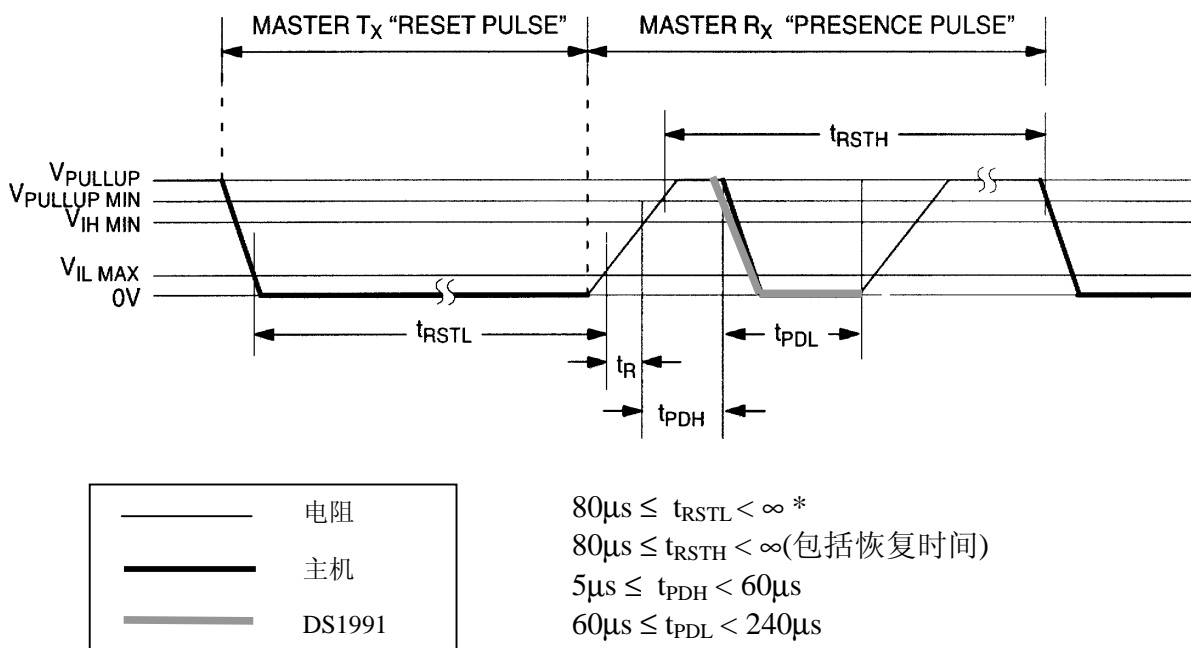 MASTER TX “RESET PULSE” MASTER RX “PRESENCE PULSE”
tRSTH
VPULLUP
VPULLUP MIN
VIH MIN
VIL MAX
0V
tRSTL
tPDL
tR
tPDH
电阻
主机
DS1991
80μs ≤ tRSTL < ∞ *
80μs ≤ tRSTH < ∞(包括恢复时间)
5μs ≤ tPDH < 60μs
60μs ≤ tPDL < 240μs